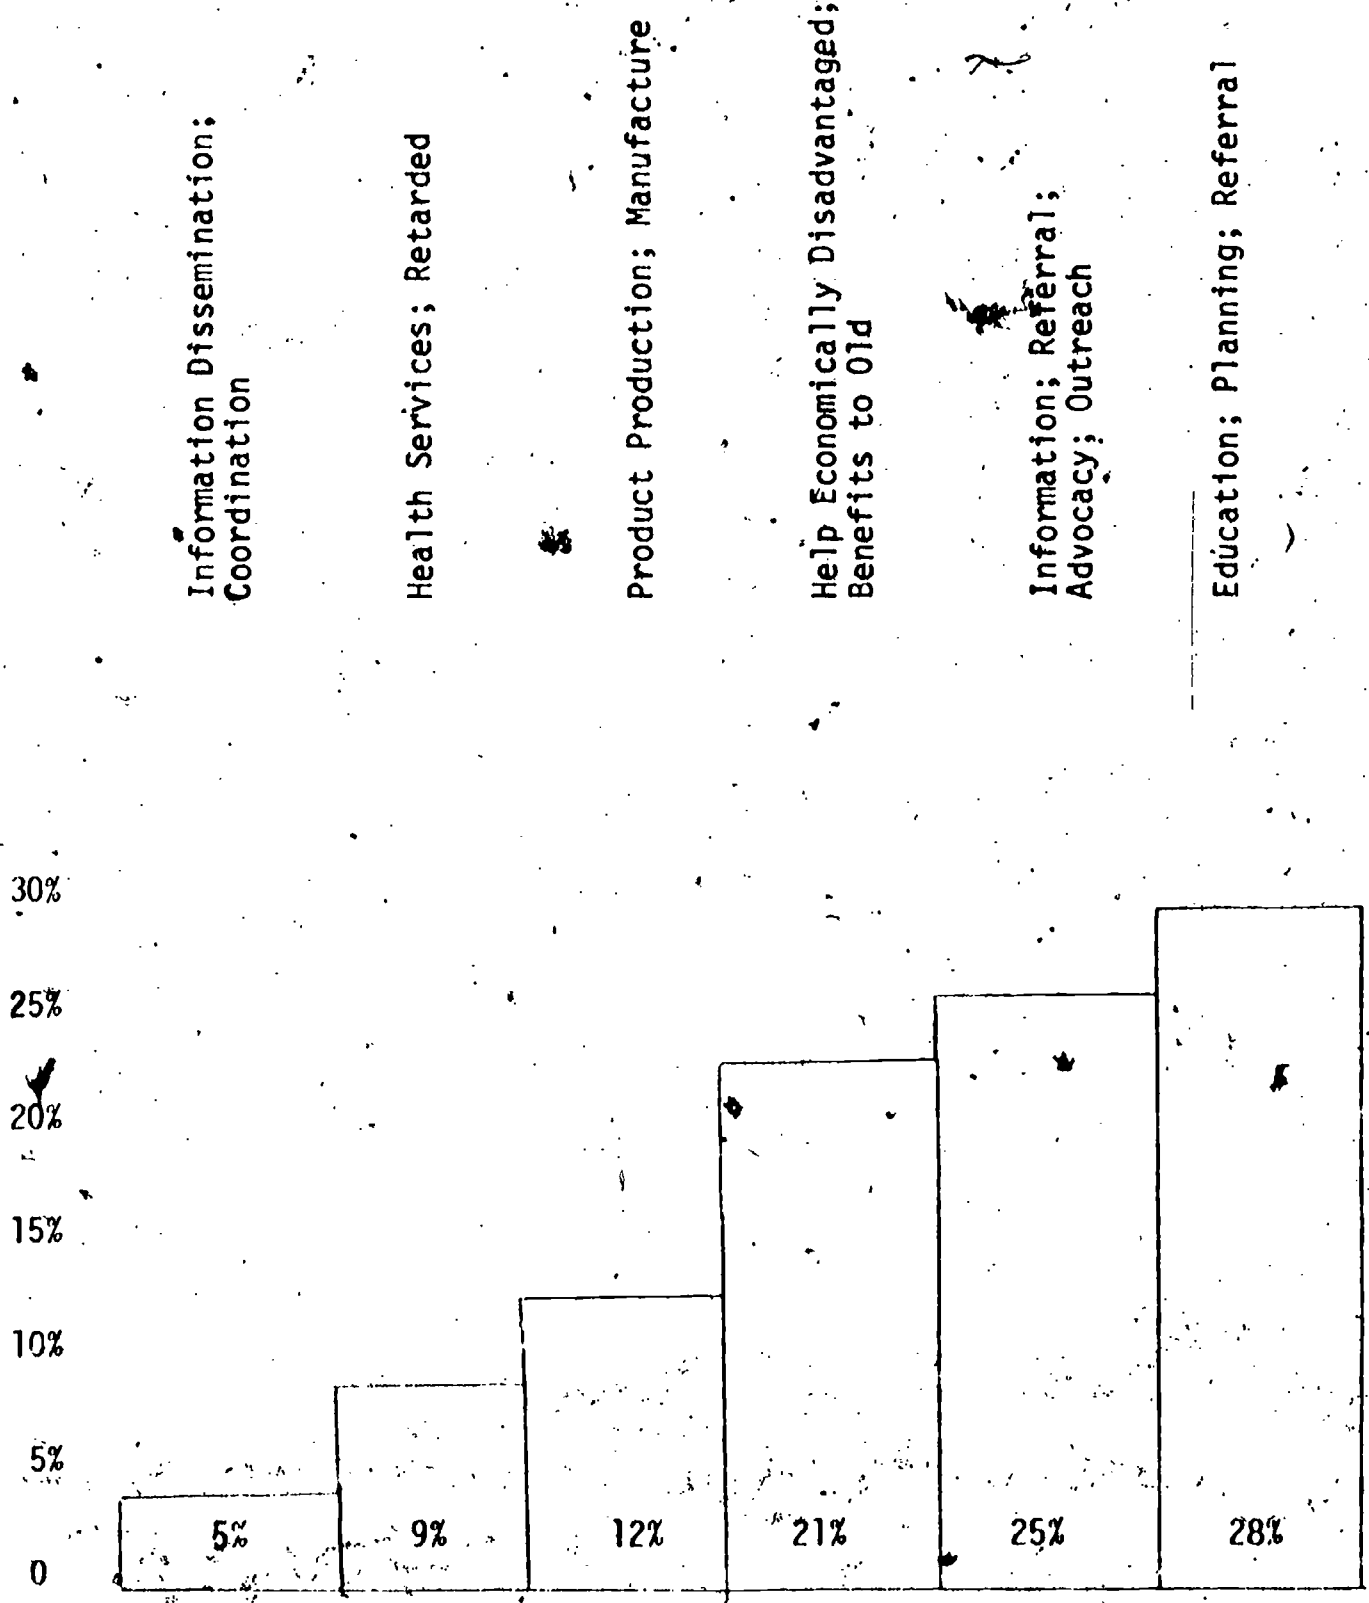 Information Dissemination;
Coordination
Health Services; Retarded
Product Production; Manufacture
Help Economically Disadvantaged;
Benefits to Old
Information; Referral;
Advocacy; Outreach
Education; Planning; Referral
30%
25%
20%
15%
10%
5%
0
5%
9%
12%
21%
25%
28%